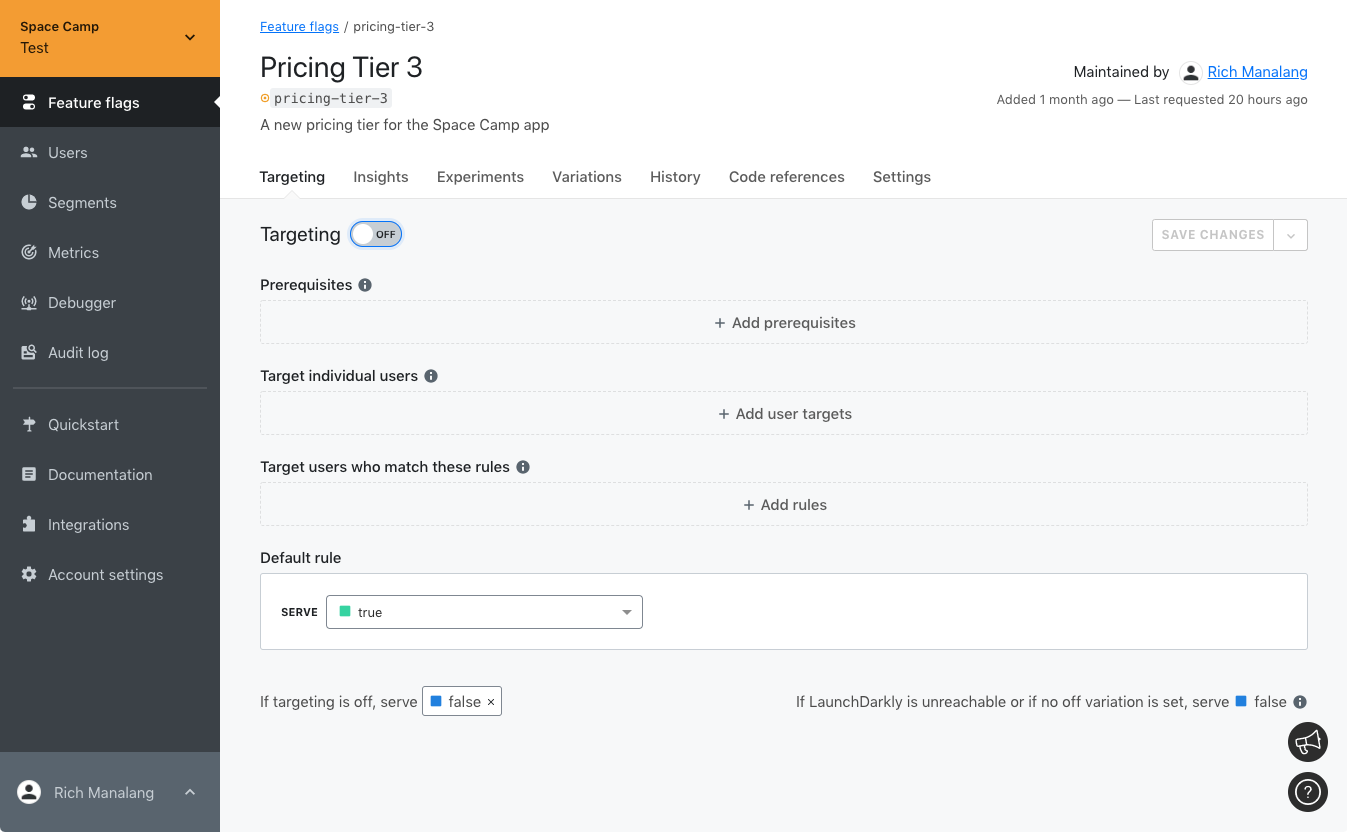 Space Camp
Test
Feature flags
Users
Segments
Metrics
Debugger
Audit log
Quickstart
Documentation
Integrations
Account settings
Rich Manalang
Feature flags / pricing-tier-3
Pricing Tier 3
pricing-tier-3
A new pricing tier for the Space Camp app
Maintained by Rich Manalang
Added 1 month ago — Last requested 20 hours ago
Targeting Insights Experiments Variations History Code references Settings
Targeting OFF
SAVE CHANGES
Prerequisites
+ Add prerequisites
Target individual users
+ Add user targets
Target users who match these rules
+ Add rules
Default rule
SERVE true
If targeting is off, serve false ×
If LaunchDarkly is unreachable or if no off variation is set, serve false
?